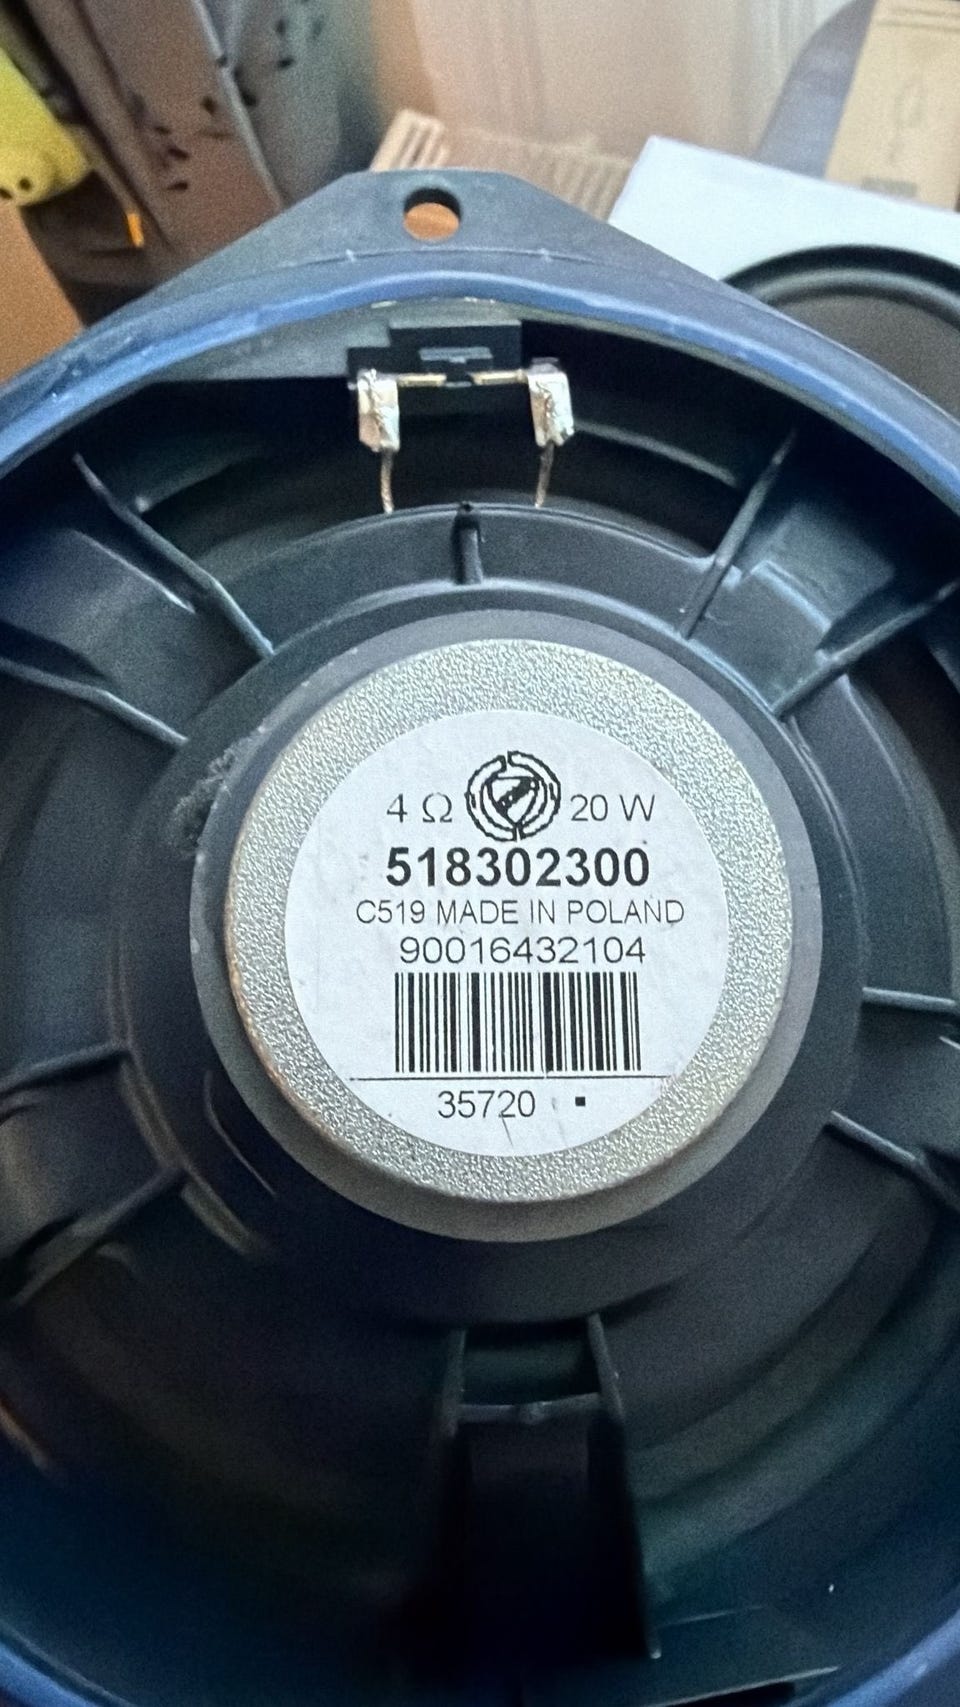 4 Ω 20 W
518302300
C519 MADE IN POLAND
90016432104
35720